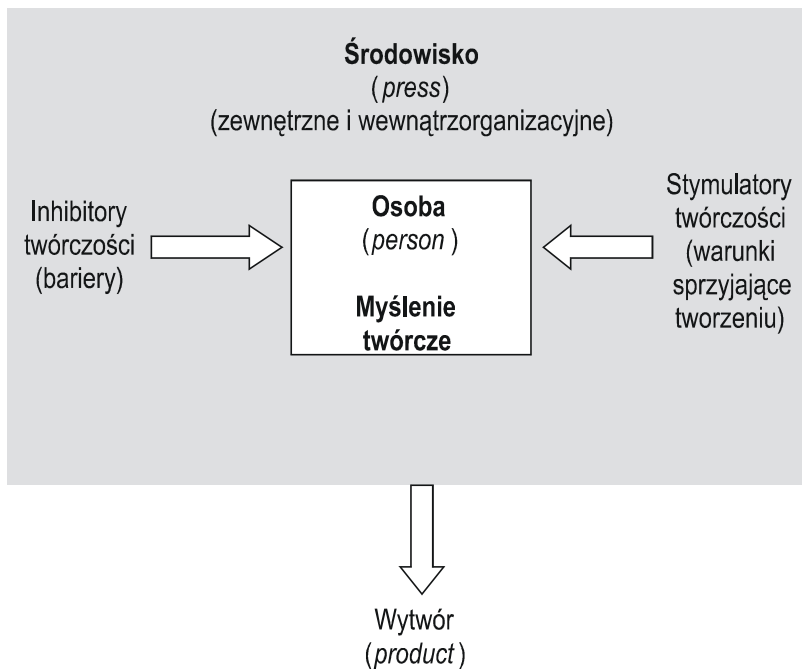 Środowisko
(press)
(zewnętrzne i wewnątrzorganizacyjne)
Inhibitory
twórczości
(bariery)
Osoba
(person )
Myślenie
twórcze
Stymulatory
twórczości
(warunki
sprzyjające
tworzeniu)
Wytwór
(product )